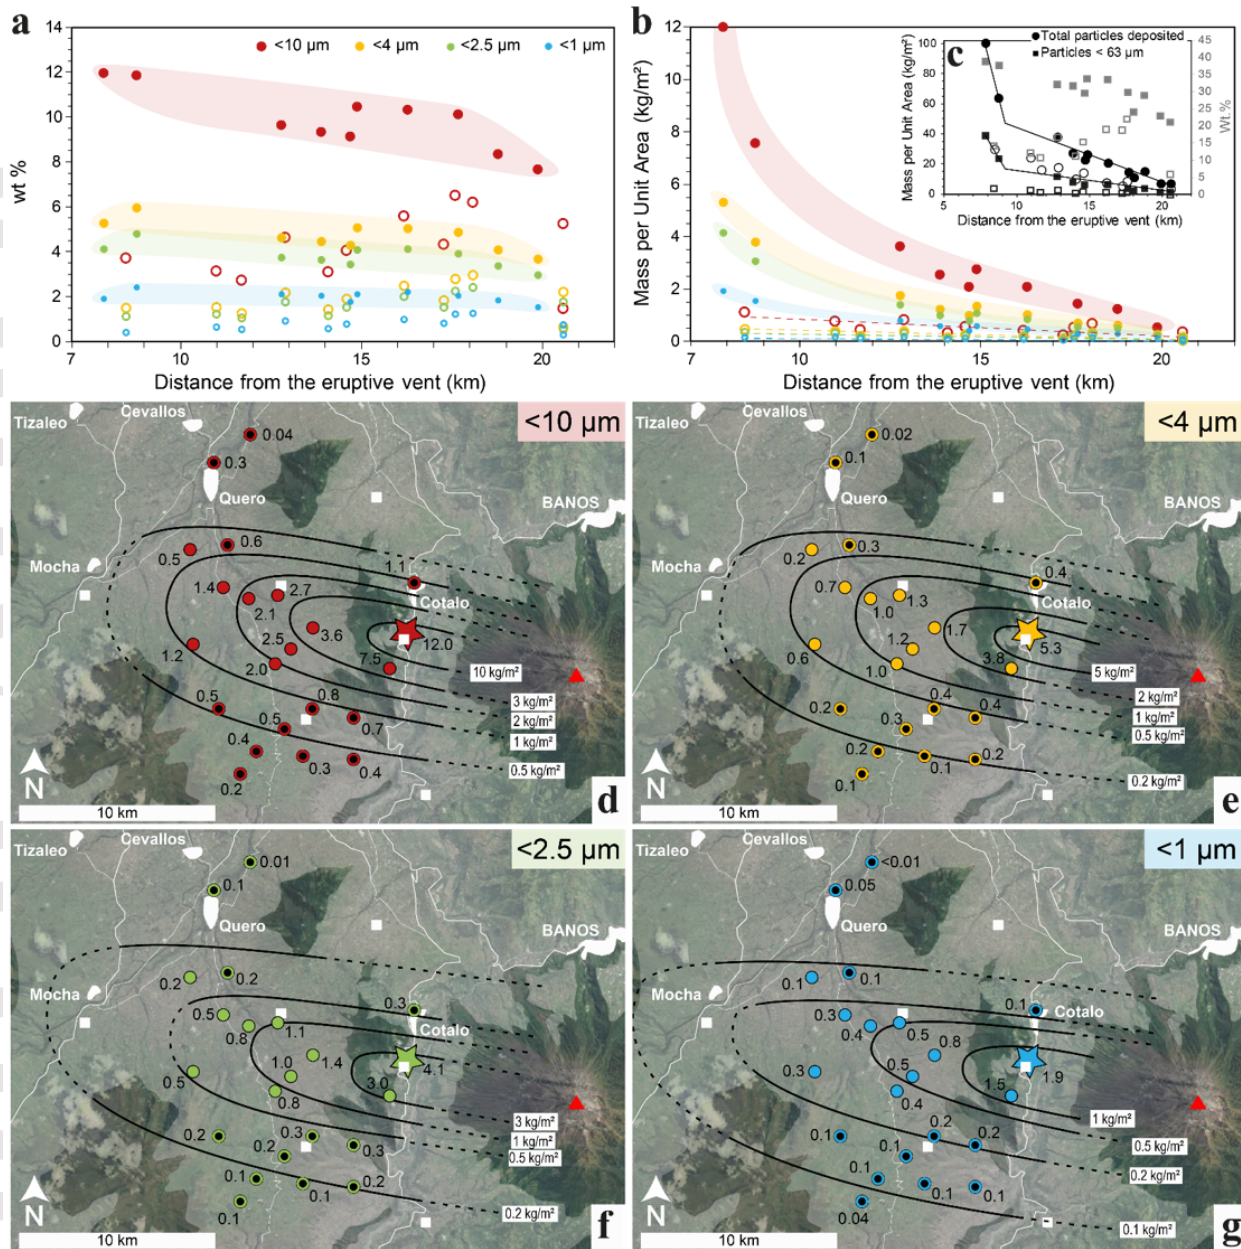 a
<10 µm <4 µm <2.5 µm <1 µm
14
12
10
8
6
4
2
0
wt %
7 10 15 20
Distance from the eruptive vent (km)
b
12
10
8
6
4
2
0
Mass per Unit Area (kg/m²)
7 10 15 20
Distance from the eruptive vent (km)
c
Total particles deposited
Particles < 63 µm
100
80
60
40
20
0
Mass per Unit Area (kg/m²)
45
40
35
30
25
20
15
10
5
0
Wt.%
5 10 15 20
Distance from the eruptive vent (km)
<10 µm
Cevallos
Tizaleo
0.04
0.3
Quero
BANOS
0.6
0.5
Mocha
1.1
1.4
2.7
2.1
Cotalo
3.6
12.0
2.5
1.2
7.5
2.0
10 kg/m²
0.8
3 kg/m²
0.5
2 kg/m²
0.5
0.7
1 kg/m²
0.4
0.3
0.4
0.5 kg/m²
0.2
N
10 km
d
<4 µm
Cevallos
Tizaleo
0.02
0.1
Quero
BANOS
0.3
0.2
Mocha
0.4
0.7
1.3
1.0
Cotalo
1.7
1.2
5.3
0.6
3.8
1.0
5 kg/m²
0.4
2 kg/m²
0.2
0.4
1 kg/m²
0.3
0.5 kg/m²
0.2
0.1
0.2
0.2 kg/m²
0.1
N
10 km
e
<2.5 µm
Cevallos
Tizaleo
0.01
0.1
Quero
BANOS
0.2
0.2
Mocha
0.3
0.5
1.1
0.8
Cotalo
1.0
1.4
4.1
0.5
3.0
0.8
3 kg/m²
0.2
0.3
1 kg/m²
0.2
0.3
0.5 kg/m²
0.1
0.1
0.2
0.2 kg/m²
0.1
N
10 km
f
<1 µm
Cevallos
Tizaleo
<0.01
0.05
Quero
BANOS
0.1
0.1
Mocha
0.1
0.3
0.4
0.5
Cotalo
0.8
0.5
1.9
0.3
1.5
0.4
1 kg/m²
0.2
0.2
0.5 kg/m²
0.1
0.1
0.2 kg/m²
0.1
0.1
0.1
0.1 kg/m²
0.04
N
10 km
g